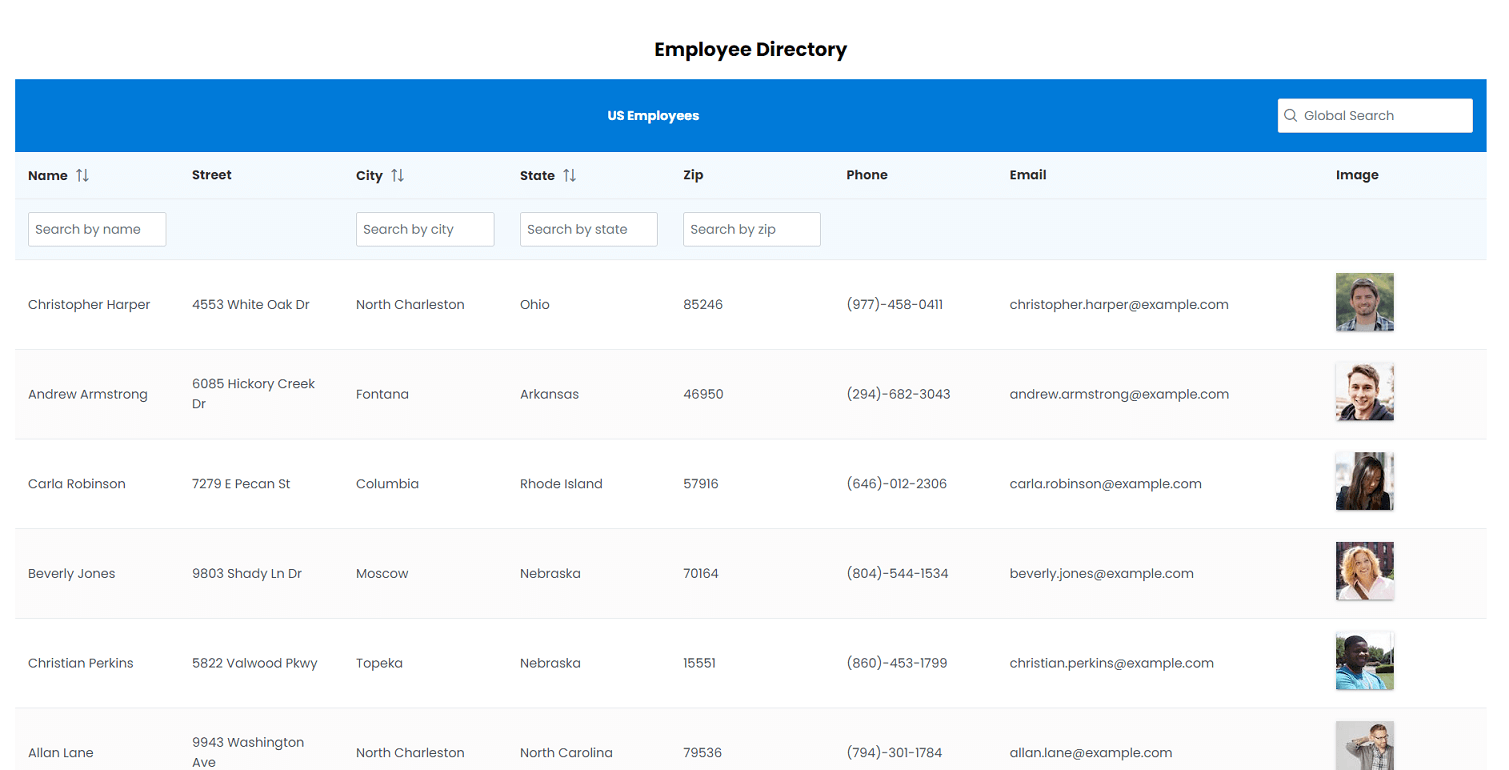 Employee Directory
US Employees
Global Search
Name Street City State Zip Phone Email Image
Search by name Search by city Search by state Search by zip
Christopher Harper 4553 White Oak Dr North Charleston Ohio 85246 (977)-458-0411 christopher.harper@example.com
Andrew Armstrong 6085 Hickory Creek Dr Fontana Arkansas 46950 (294)-682-3043 andrew.armstrong@example.com
Carla Robinson 7279 E Pecan St Columbia Rhode Island 57916 (646)-012-2306 carla.robinson@example.com
Beverly Jones 9803 Shady Ln Dr Moscow Nebraska 70164 (804)-544-1534 beverly.jones@example.com
Christian Perkins 5822 Valwood Pkwy Topeka Nebraska 15551 (860)-453-1799 christian.perkins@example.com
Allan Lane 9943 Washington Ave North Charleston North Carolina 79536 (794)-301-1784 allan.lane@example.com